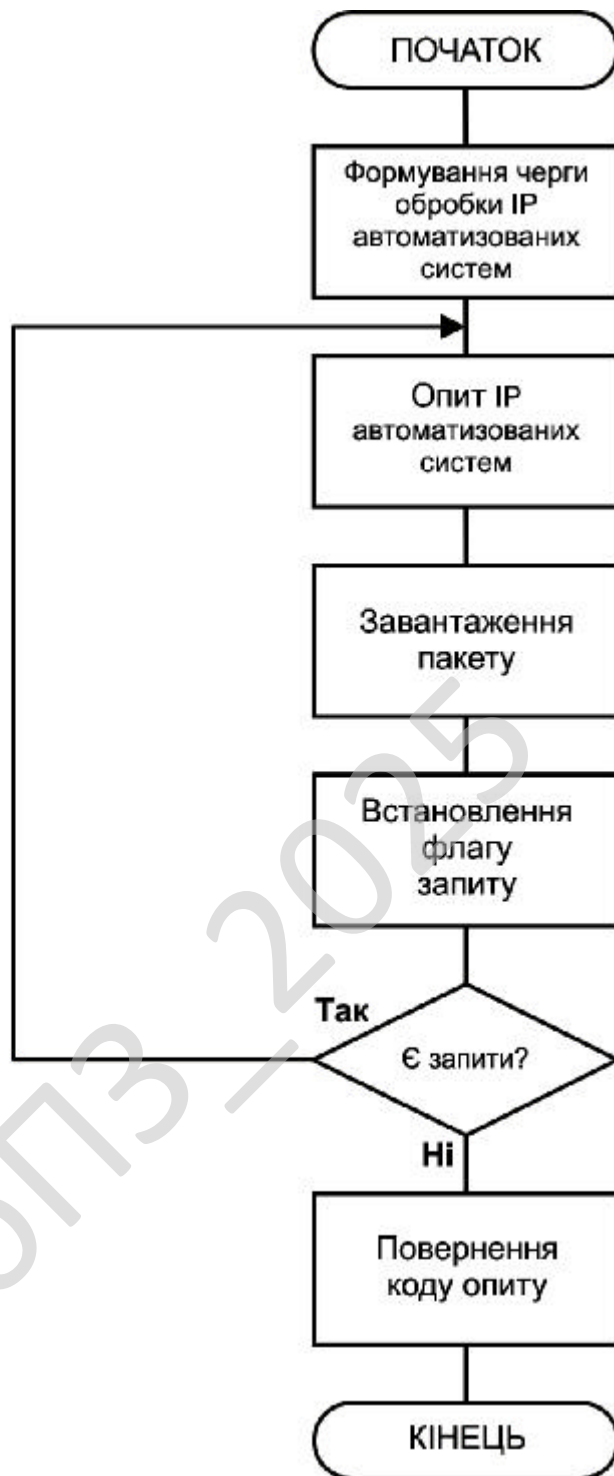 ПОЧАТОК
Формування черги
обробки IP
автоматизованих
систем
Опит IP
автоматизованих
систем
Завантаження
пакету
Встановлення
флагу
запиту
Так
Є запити?
Ні
Повернення
коду опиту
КІНЕЦЬ
ПЗ_2025